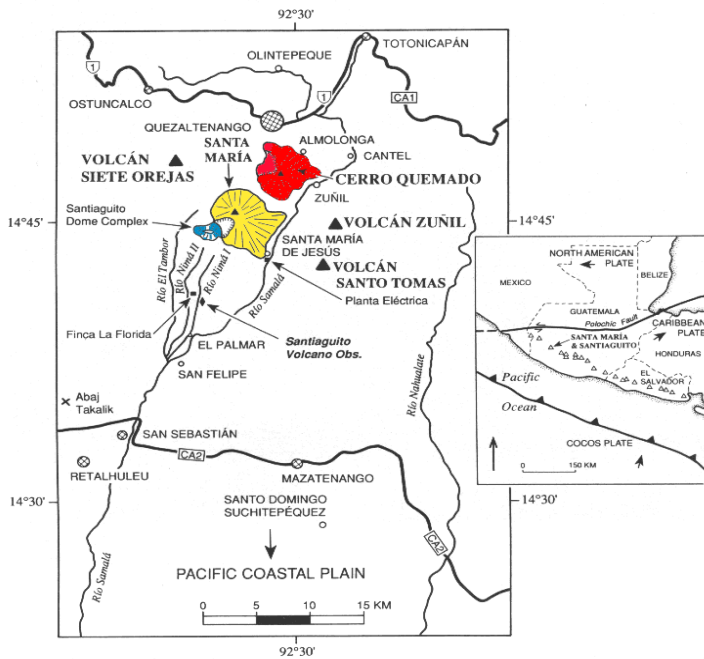 92°30'
TOTONICAPÁN
OLINTEPEQUE
1
CA1
OSTUNCALCO
1
QUEZALTENANGO
SANTA
MARÍA
ALMOLONGA
CANTEL
VOLCÁN
SIETE OREJAS
CERRO QUEMADO
ZUÑIL
14°45'
Santiaguito
Dome Complex
VOLCÁN ZUÑIL
14°45'
SANTA MARÍA
DE JESÚS
VOLCÁN
SANTO TOMAS
Río El Tambor
Río Nimá II
Río Nimá I
Río Samalá
Planta Eléctrica
Finça La Florida
Santiaguito
Volcano Obs.
EL PALMAR
SAN FELIPE
Río Nahualate
Abaj
Takalik
SAN SEBASTIÁN
CA2
RETALHULEU
MAZATENANGO
14°30'
14°30'
SANTO DOMINGO
SUCHITEPÉQUEZ
CA2
PACIFIC COASTAL PLAIN
Río Samalá
0 5 10 15 KM
92°30'
NORTH AMERICAN
PLATE
BELIZE
MEXICO
GUATEMALA
Polochic Fault
CARIBBEAN
PLATE
SANTA MARÍA
& SANTIAGUITO
HONDURAS
EL
SALVADOR
Pacific
Ocean
COCOS PLATE
0 150 KM